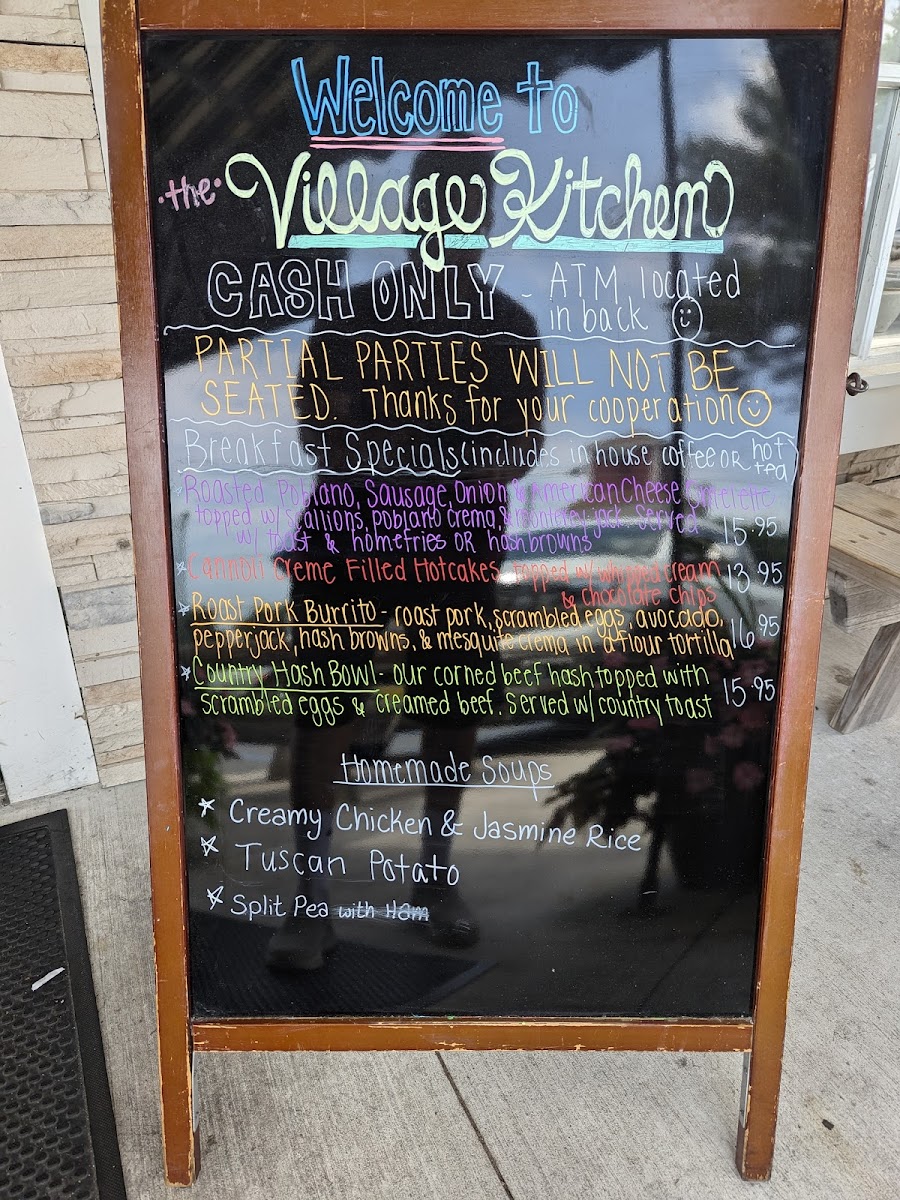 Welcome to
·the· Village Kitchen
CASH ONLY - ATM located
in back
PARTIAL PARTIES WILL NOT BE
SEATED. Thanks for your cooperation
Breakfast Specials (includes in house coffee OR hot
tea)
Roasted Poblano, Sausage, Onion & American Cheese Omelette
topped w/ scallions, poblano crema, & monterey jack. Served
w/ toast & homefries OR hashbrowns 15.95
Cannoli Creme Filled Hotcakes, topped w/ whipped cream
& chocolate chips 13.95
Roast Pork Burrito - roast pork, scrambled eggs, avocado,
pepperjack, hash browns, & mesquite crema in a flour tortilla 16.95
Country Hash Bowl - our corned beef hash topped with
scrambled eggs & creamed beef. Served w/ country toast 15.95
Homemade Soups
Creamy Chicken & Jasmine Rice
Tuscan Potato
Split Pea with Ham